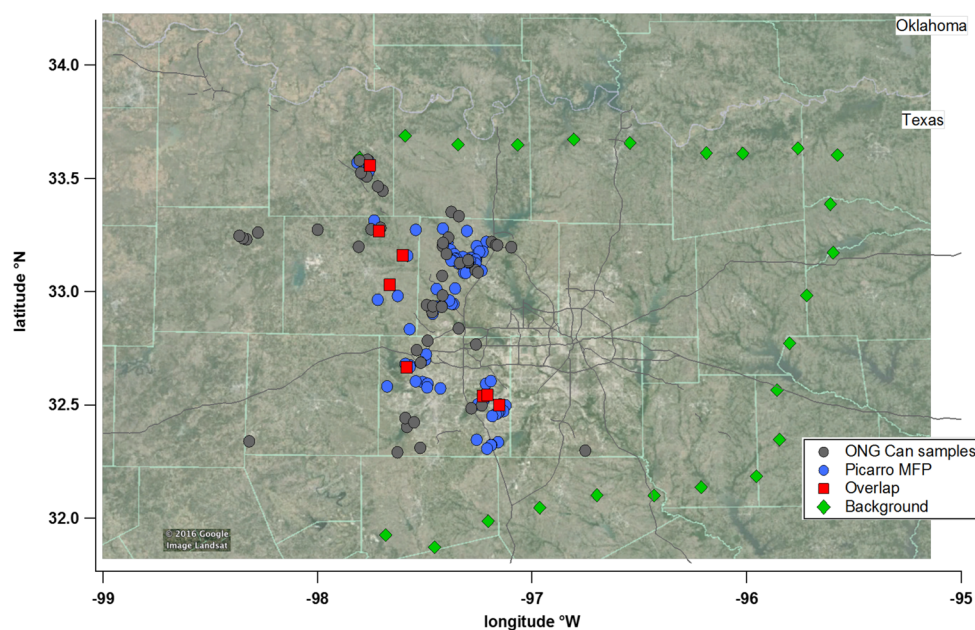 Oklahoma
Texas
34.0
33.5
33.0
32.5
32.0
latitude °N
ONG Can samples
Picarro MFP
Overlap
Background
© 2016 Google
Image Landsat
-99
-98
-97
-96
-95
longitude °W